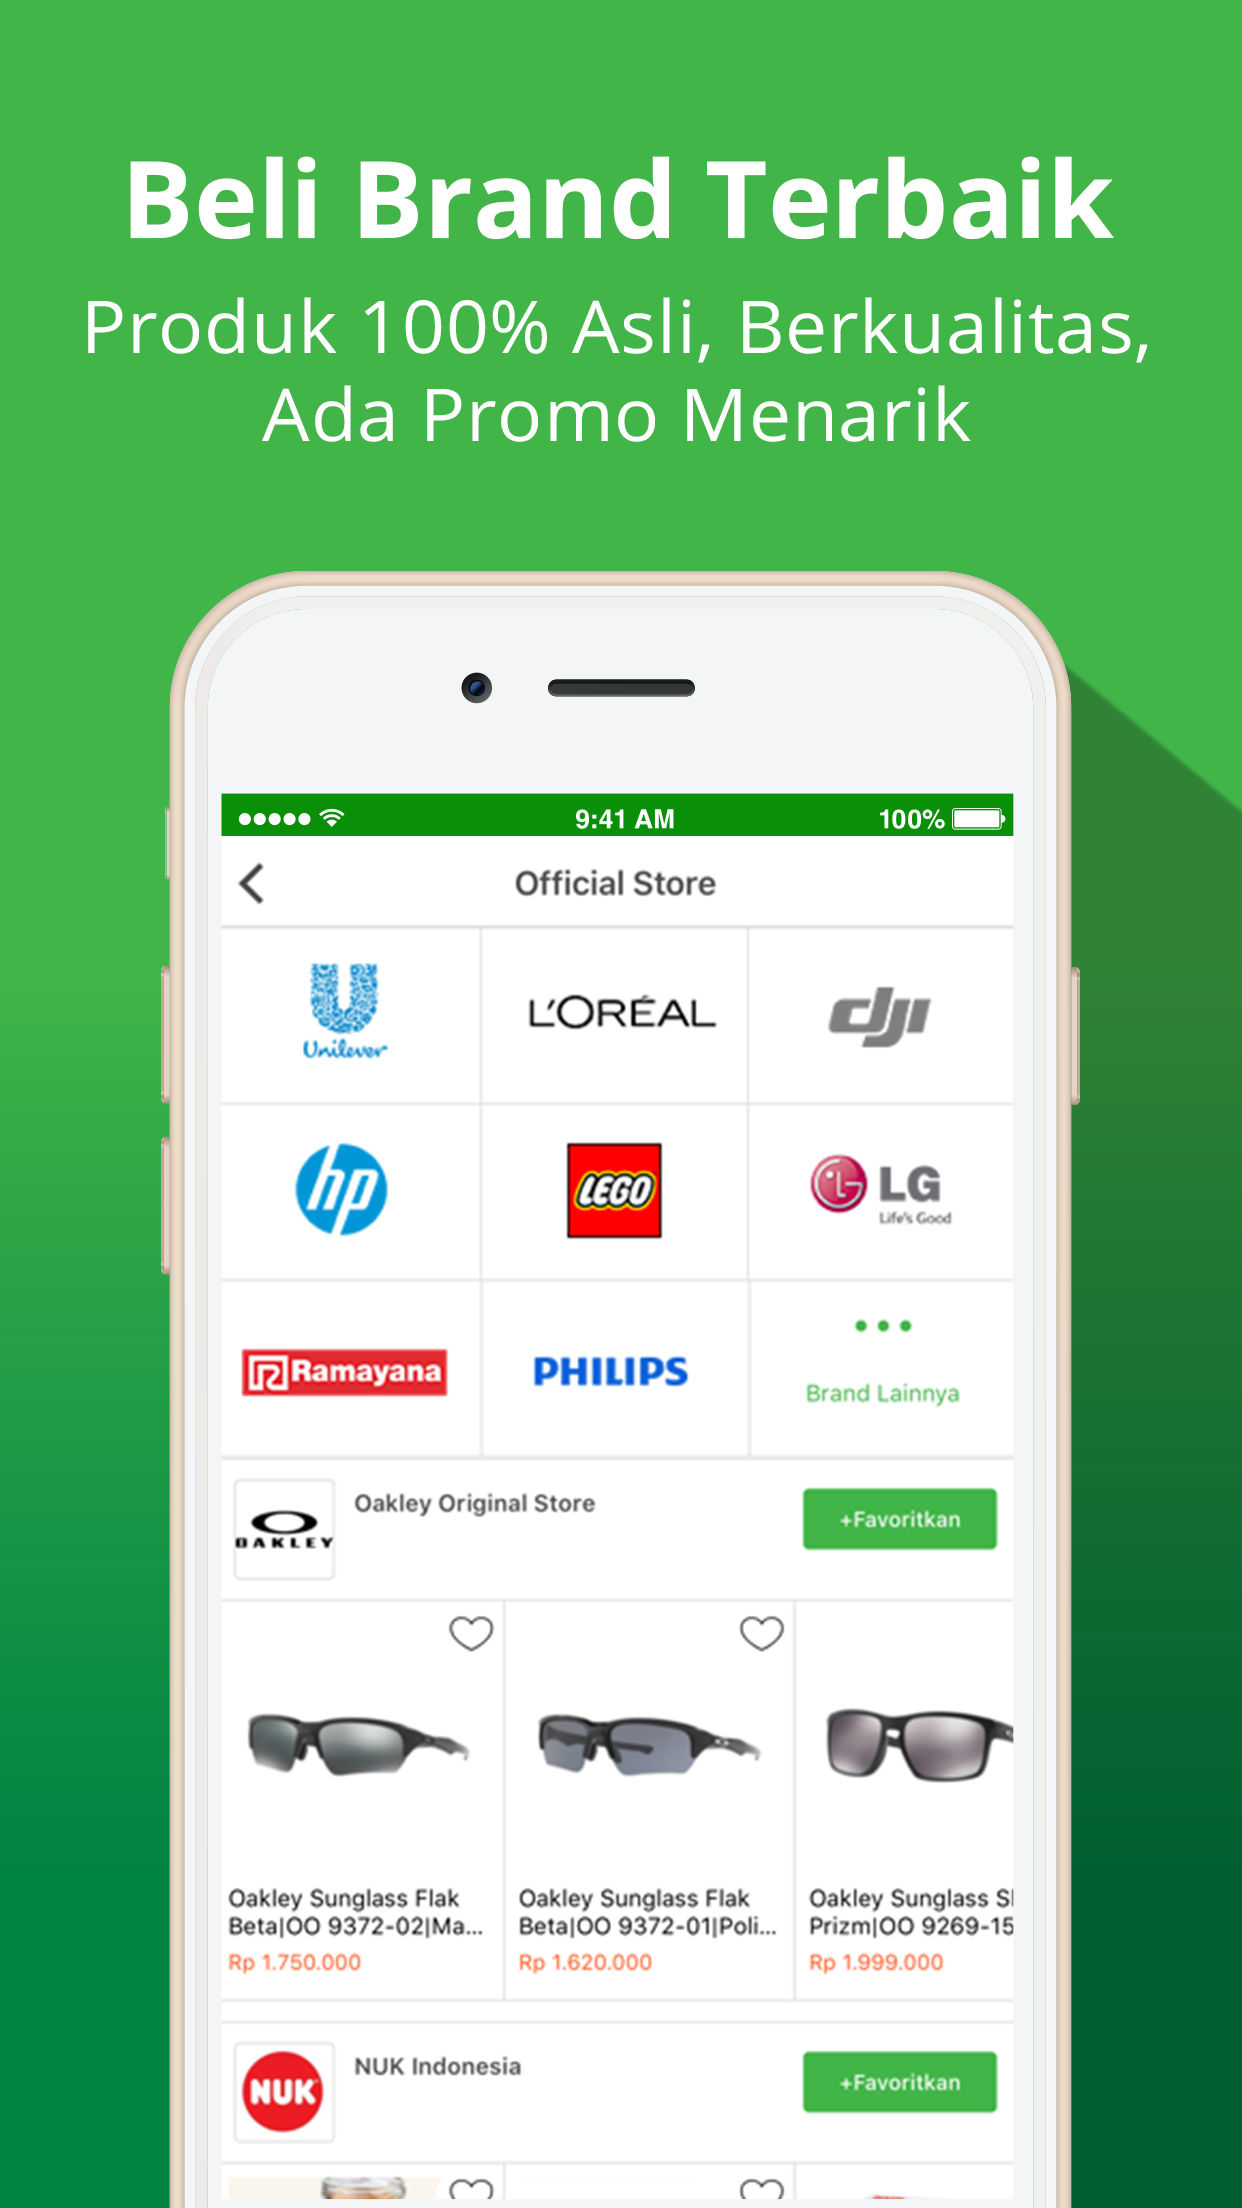 Beli Brand Terbaik
Produk 100% Asli, Berkualitas,
Ada Promo Menarik
9:41 AM
100%
Official Store
Unilever
L'ORÉAL
dji
hp
LEGO
LG
Life's Good
Ramayana
PHILIPS
Brand Lainnya
OAKLEY
Oakley Original Store
+Favoritkan
Oakley Sunglass Flak
Beta|OO 9372-02|Ma...
Rp 1.750.000
Oakley Sunglass Flak
Beta|OO 9372-01|Poli...
Rp 1.620.000
Oakley Sunglass Sl
Prizm|OO 9269-15
Rp 1.999.000
NUK
NUK Indonesia
+Favoritkan